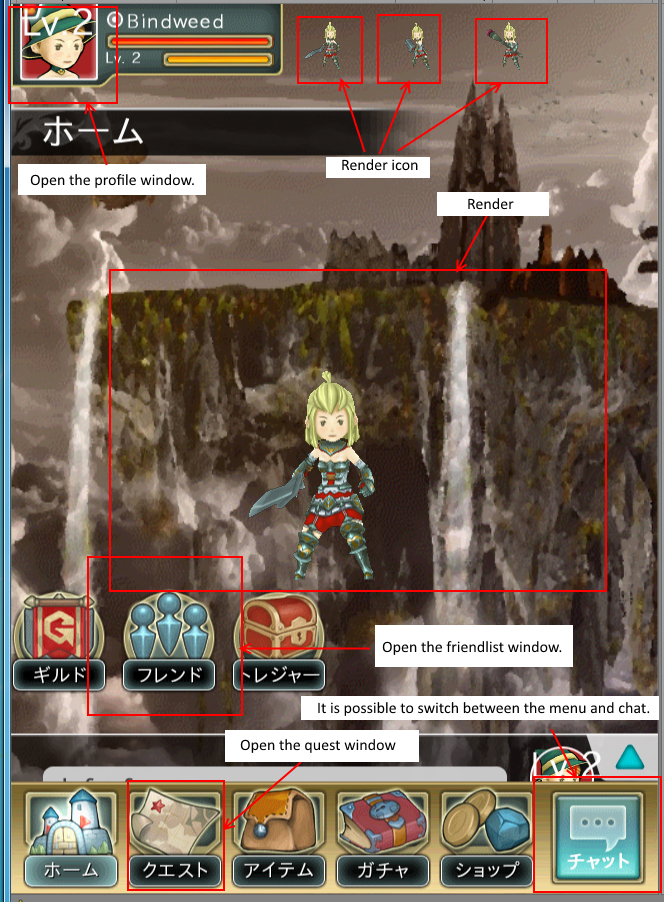 Lv 2
Bindweed
Lv. 2
ホーム
Render icon
Open the profile window.
Render
ギルド
フレンド
トレジャー
Open the friendlist window.
It is possible to switch between the menu and chat.
Open the quest window
ホーム
クエスト
アイテム
ガチャ
ショップ
チャット